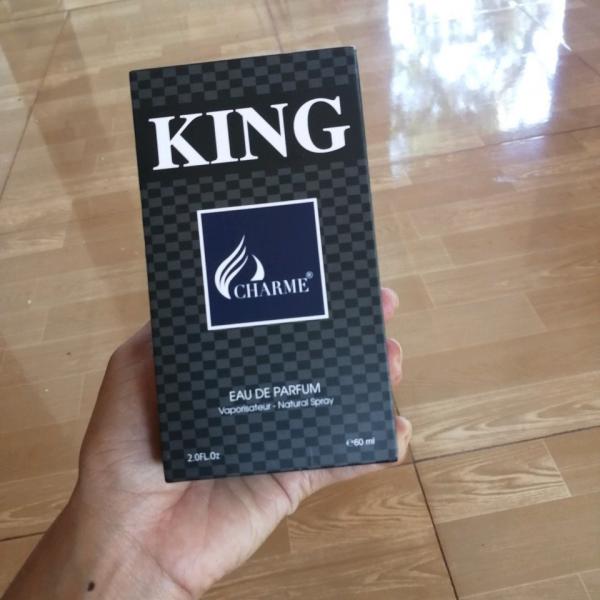 KING
CHARME®
EAU DE PARFUM
Vaporisateur - Natural Spray
2.0FL.Oz
℮60 ml